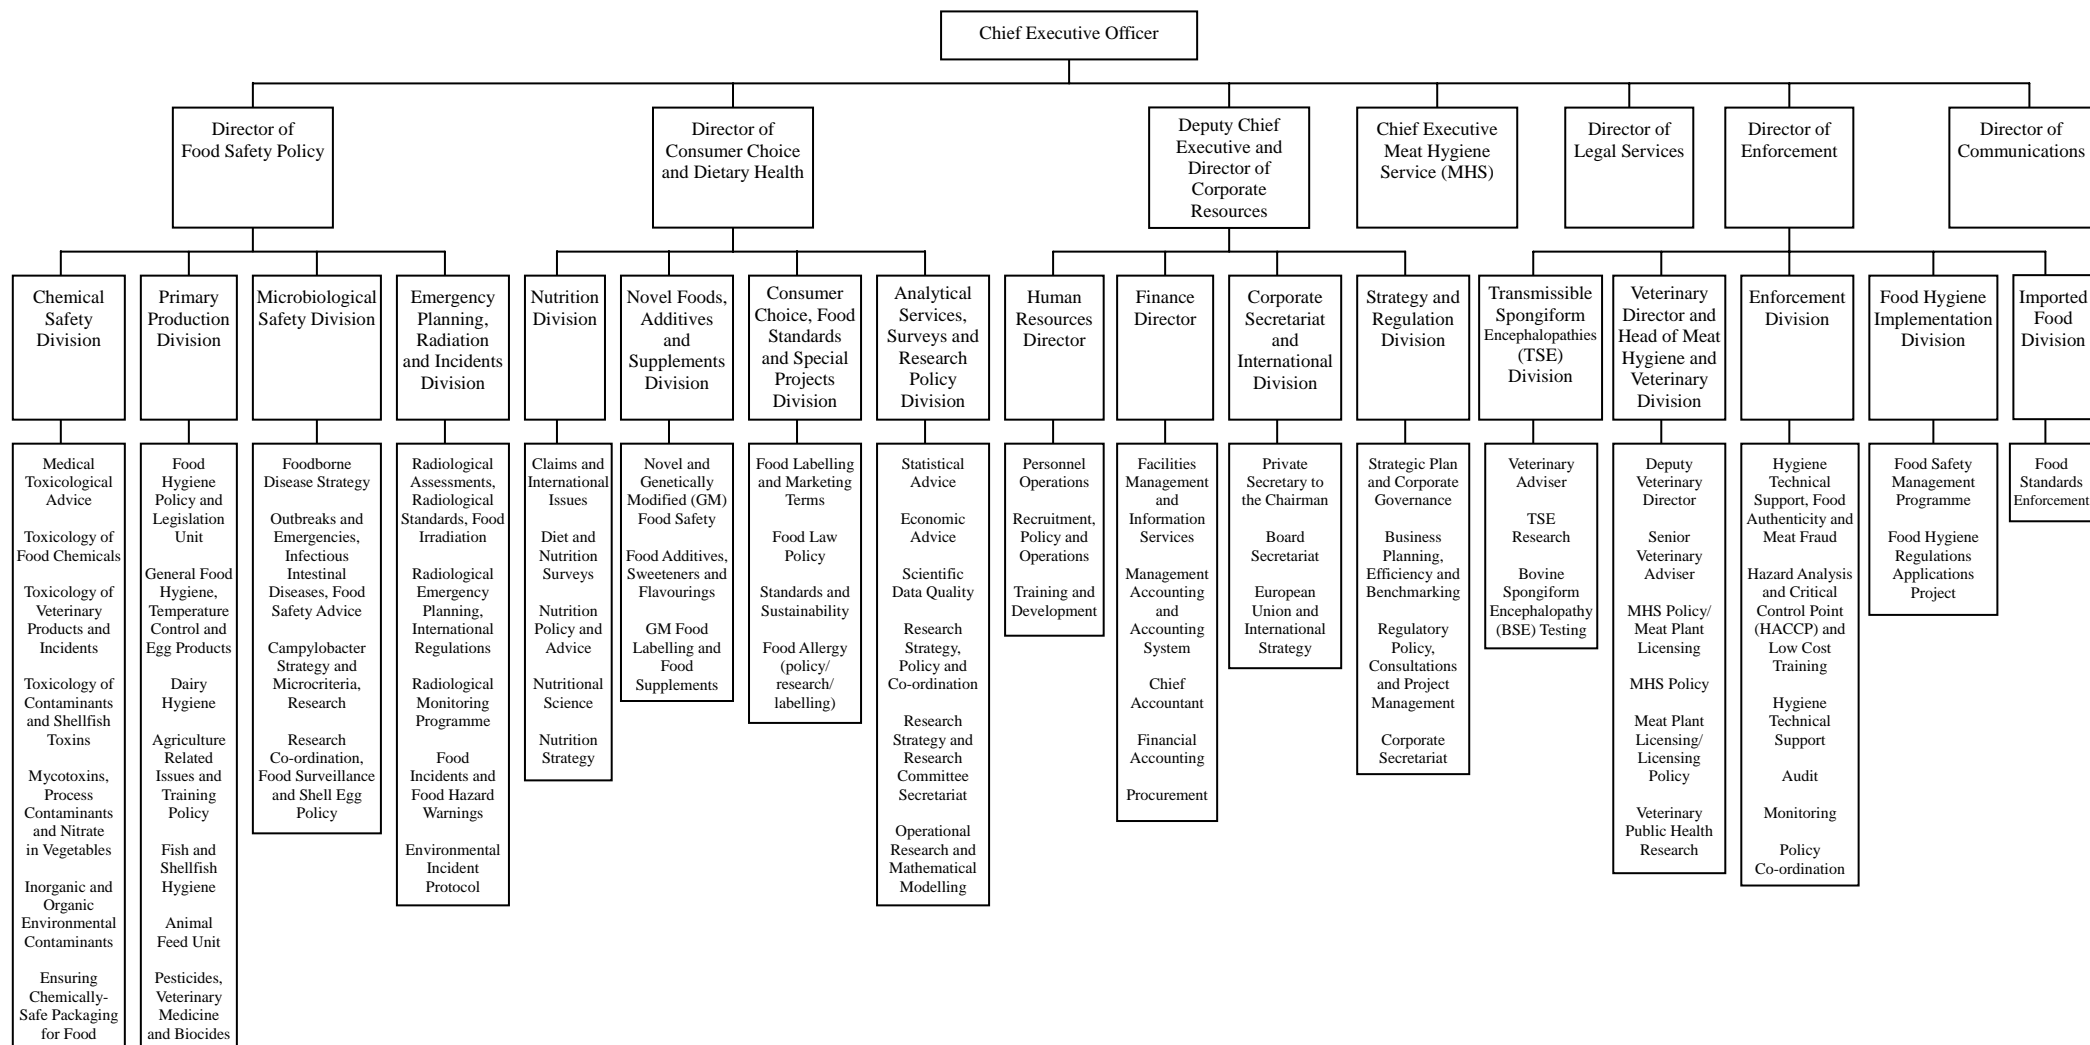 Chief Executive Officer
Director of
Food Safety Policy
Director of
Consumer Choice
and Dietary Health
Deputy Chief
Executive and
Director of
Corporate
Resources
Chief Executive
Meat Hygiene
Service (MHS)
Director of
Legal Services
Director of
Enforcement
Director of
Communications
Chemical
Safety
Division
Primary
Production
Division
Microbiological
Safety Division
Emergency
Planning,
Radiation
and Incidents
Division
Nutrition
Division
Novel Foods,
Additives
and
Supplements
Division
Consumer
Choice, Food
Standards
and Special
Projects
Division
Analytical
Services,
Surveys and
Research
Policy
Division
Human
Resources
Director
Finance
Director
Corporate
Secretariat
and
International
Division
Strategy and
Regulation
Division
Transmissible
Spongiform
Encephalopathies
(TSE)
Division
Veterinary
Director and
Head of Meat
Hygiene and
Veterinary
Division
Enforcement
Division
Food Hygiene
Implementation
Division
Imported
Food
Division
Medical
Toxicological
Advice
Toxicology of
Food Chemicals
Toxicology of
Veterinary
Products and
Incidents
Toxicology of
Contaminants
and Shellfish
Toxins
Mycotoxins,
Process
Contaminants
and Nitrate
in Vegetables
Inorganic and
Organic
Environmental
Contaminants
Ensuring
Chemically-
Safe Packaging
for Food
Food
Hygiene
Policy and
Legislation
Unit
General Food
Hygiene,
Temperature
Control and
Egg Products
Dairy
Hygiene
Agriculture
Related
Issues and
Training
Policy
Fish and
Shellfish
Hygiene
Animal
Feed Unit
Pesticides,
Veterinary
Medicine
and Biocides
Foodborne
Disease Strategy
Outbreaks and
Emergencies,
Infectious
Intestinal
Diseases, Food
Safety Advice
Campylobacter
Strategy and
Microcriteria,
Research
Research
Co-ordination,
Food Surveillance
and Shell Egg
Policy
Radiological
Assessments,
Radiological
Standards, Food
Irradiation
Radiological
Emergency
Planning,
International
Regulations
Radiological
Monitoring
Programme
Food
Incidents and
Food Hazard
Warnings
Environmental
Incident
Protocol
Claims and
International
Issues
Diet and
Nutrition
Surveys
Nutrition
Policy and
Advice
Nutritional
Science
Nutrition
Strategy
Novel and
Genetically
Modified (GM)
Food Safety
Food Additives,
Sweeteners and
Flavourings
GM Food
Labelling and
Food
Supplements
Food Labelling
and Marketing
Terms
Food Law
Policy
Standards and
Sustainability
Food Allergy
(policy/
research/
labelling)
Statistical
Advice
Economic
Advice
Scientific
Data Quality
Research
Strategy,
Policy and
Co-ordination
Research
Strategy and
Research
Committee
Secretariat
Operational
Research and
Mathematical
Modelling
Personnel
Operations
Recruitment,
Policy and
Operations
Training and
Development
Facilities
Management
and
Information
Services
Management
Accounting
and
Accounting
System
Chief
Accountant
Financial
Accounting
Procurement
Private
Secretary to
the Chairman
Board
Secretariat
European
Union and
International
Strategy
Strategic Plan
and Corporate
Governance
Business
Planning,
Efficiency and
Benchmarking
Regulatory
Policy,
Consultations
and Project
Management
Corporate
Secretariat
Veterinary
Adviser
TSE
Research
Bovine
Spongiform
Encephalopathy
(BSE) Testing
Deputy
Veterinary
Director
Senior
Veterinary
Adviser
MHS Policy/
Meat Plant
Licensing
MHS Policy
Meat Plant
Licensing/
Licensing
Policy
Veterinary
Public Health
Research
Hygiene
Technical
Support, Food
Authenticity and
Meat Fraud
Hazard Analysis
and Critical
Control Point
(HACCP) and
Low Cost
Training
Hygiene
Technical
Support
Audit
Monitoring
Policy
Co-ordination
Food Safety
Management
Programme
Food Hygiene
Regulations
Applications
Project
Food
Standards
Enforcement